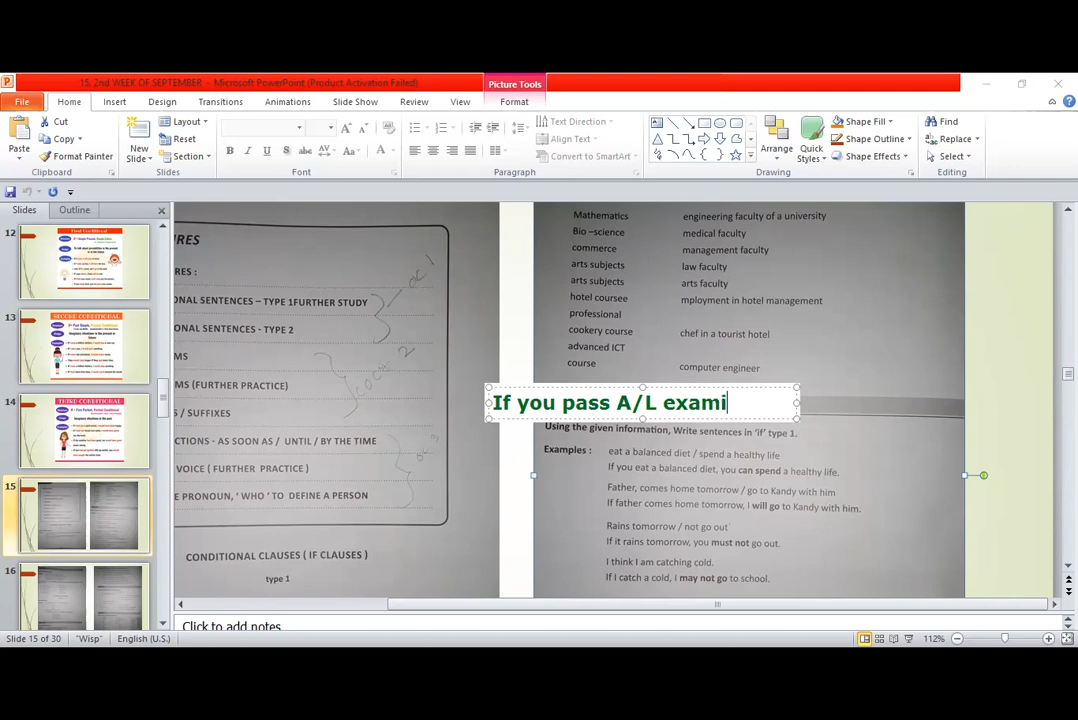 15, 2nd WEEK OF SEPTEMBER - Microsoft PowerPoint (Product Activation Failed)
Picture Tools
File
Home
Insert
Design
Transitions
Animations
Slide Show
Review
View
Format
Paste
Cut
Copy
Format Painter
Clipboard
New Slide
Layout
Reset
Section
Slides
Font
Text Direction
Align Text
Convert to SmartArt
Paragraph
Arrange
Quick Styles
Shape Fill
Shape Outline
Shape Effects
Drawing
Find
Replace
Select
Editing
Slides
Outline
12
13
SECOND CONDITIONAL
14
THIRD CONDITIONAL
15
16
RES
RES :
ONAL SENTENCES – TYPE 1FURTHER STUDY
ONAL SENTENCES - TYPE 2
MS
MS (FURTHER PRACTICE)
S / SUFFIXES
CTIONS - AS SOON AS / UNTIL / BY THE TIME
VOICE ( FURTHER PRACTICE )
E PRONOUN, ' WHO ' TO DEFINE A PERSON
CONDITIONAL CLAUSES ( IF CLAUSES )
type 1
Mathematics engineering faculty of a university
Bio –science medical faculty
commerce management faculty
arts subjects law faculty
arts subjects arts faculty
hotel coursee mployment in hotel management
professional
cookery course chef in a tourist hotel
advanced ICT
course computer engineer
If you pass A/L exami
Using the given information, Write sentences in 'if' type 1.
Examples : eat a balanced diet / spend a healthy life
If you eat a balanced diet, you can spend a healthy life.
Father, comes home tomorrow / go to Kandy with him
If father comes home tomorrow, I will go to Kandy with him.
Rains tomorrow / not go out
If it rains tomorrow, you must not go out.
I think I am catching cold.
If I catch a cold, I may not go to school.
Click to add notes
Slide 15 of 30
"Wisp"
English (U.S.)
112%